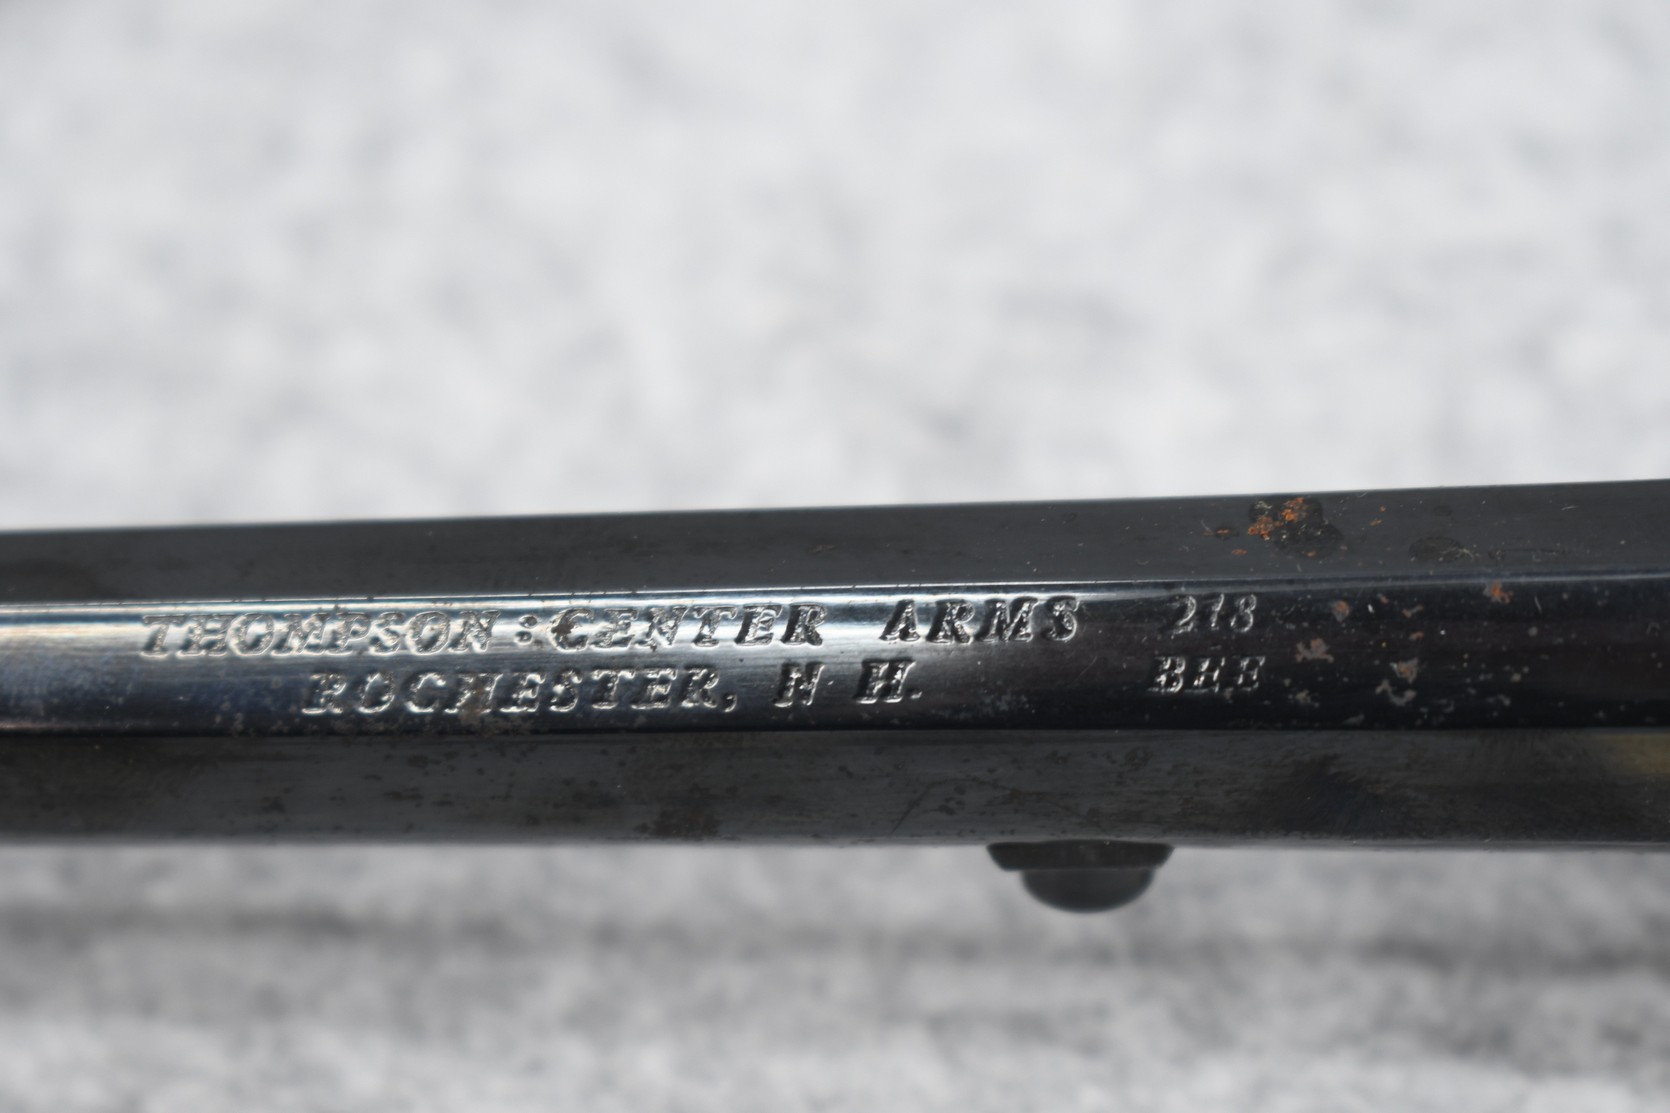 THOMPSON:CENTER ARMS 218
ROCHESTER, N H. BEE